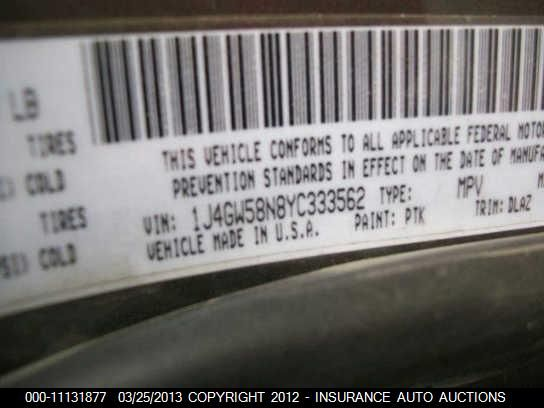 LB
TIRES
COLD
TIRES
SI) COLD
THIS VEHICLE CONFORMS TO ALL APPLICABLE FEDERAL MOTOR
PREVENTION STANDARDS IN EFFECT ON THE DATE OF MANUFA
VIN: 1J4GW58N8YC333562 TYPE: MPV
VEHICLE MADE IN U.S.A. PAINT: PTK TRIM: DLAZ
000-11131877 03/25/2013 COPYRIGHT 2012 - INSURANCE AUTO AUCTIONS